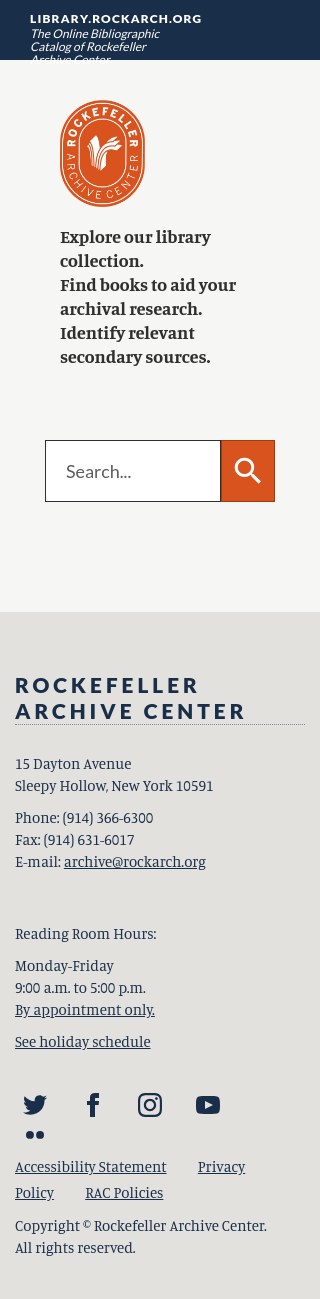 LIBRARY.ROCKARCH.ORG
The Online Bibliographic
Catalog of Rockefeller
Archive Center
ROCKEFELLER
ARCHIVE CENTER
Explore our library
collection.
Find books to aid your
archival research.
Identify relevant
secondary sources.
Search...
ROCKEFELLER
ARCHIVE CENTER
15 Dayton Avenue
Sleepy Hollow, New York 10591
Phone: (914) 366-6300
Fax: (914) 631-6017
E-mail: archive@rockarch.org
Reading Room Hours:
Monday-Friday
9:00 a.m. to 5:00 p.m.
By appointment only.
See holiday schedule
Accessibility Statement Privacy
Policy RAC Policies
Copyright © Rockefeller Archive Center.
All rights reserved.